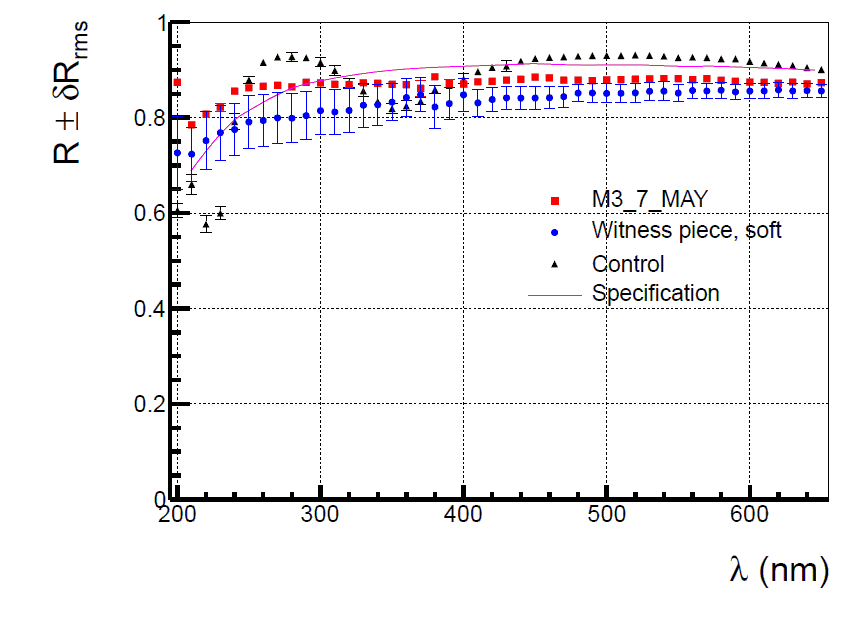 R ± δRrms
1
0.8
0.6
0.4
0.2
0
200 300 400 500 600
λ (nm)
M3_7_MAY
Witness piece, soft
Control
Specification